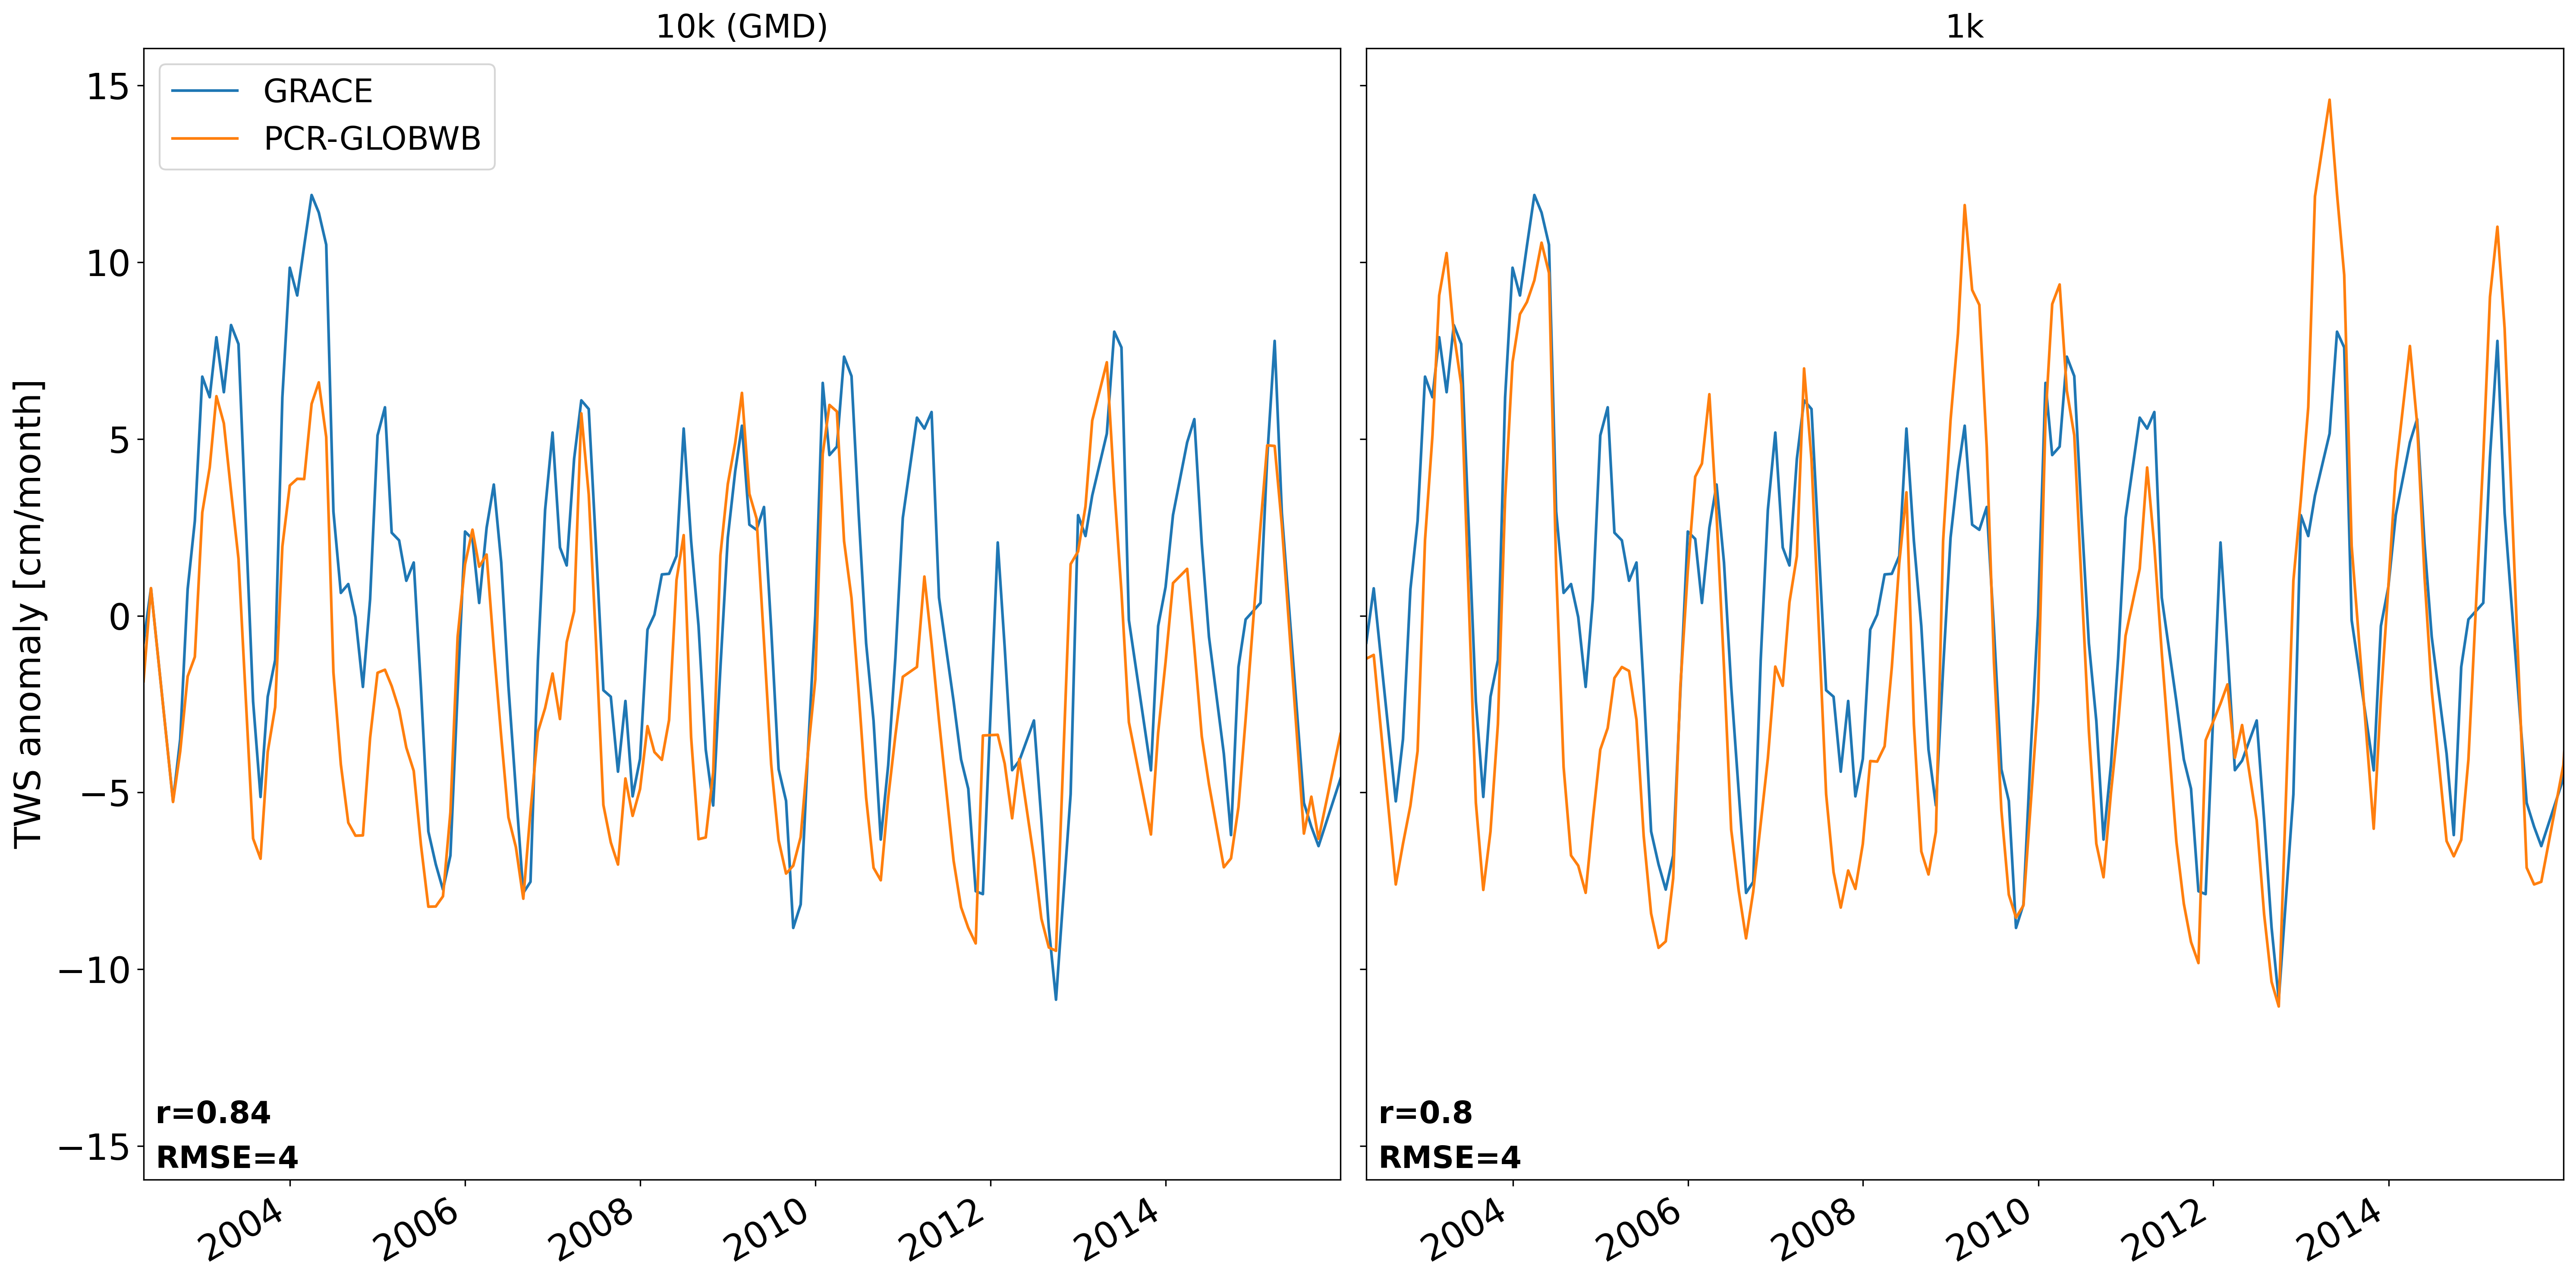 10k (GMD)
1k
GRACE
PCR-GLOBWB
TWS anomaly [cm/month]
15
10
5
0
−5
−10
−15
r=0.84
RMSE=4
r=0.8
RMSE=4
2004
2006
2008
2010
2012
2014
2004
2006
2008
2010
2012
2014